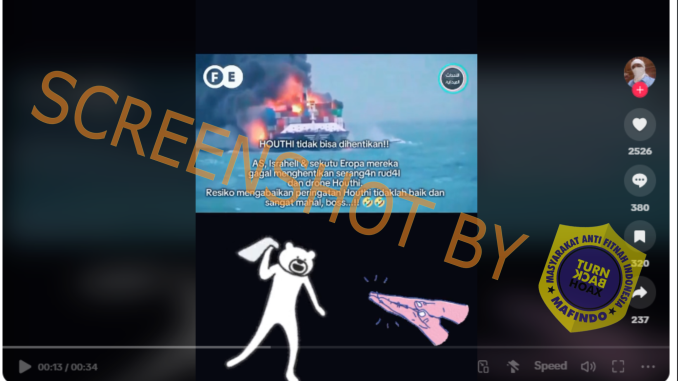 FE
HOUTHI tidak bisa dihentikan!!
AS, Israhell & sekutu Eropa mereka
gagal menghentikan serang4n rud4l
dan drone Houthi.
Resiko mengabaikan peringatan Houthi tidaklah baik dan
sangat mahal, boss...!!
SCREENSHOT BY
MASYARAKAT ANTI FITNAH INDONESIA
TURN
BACK
HOAX
MAFINDO
2526
380
320
237
00:13 / 00:34
Speed